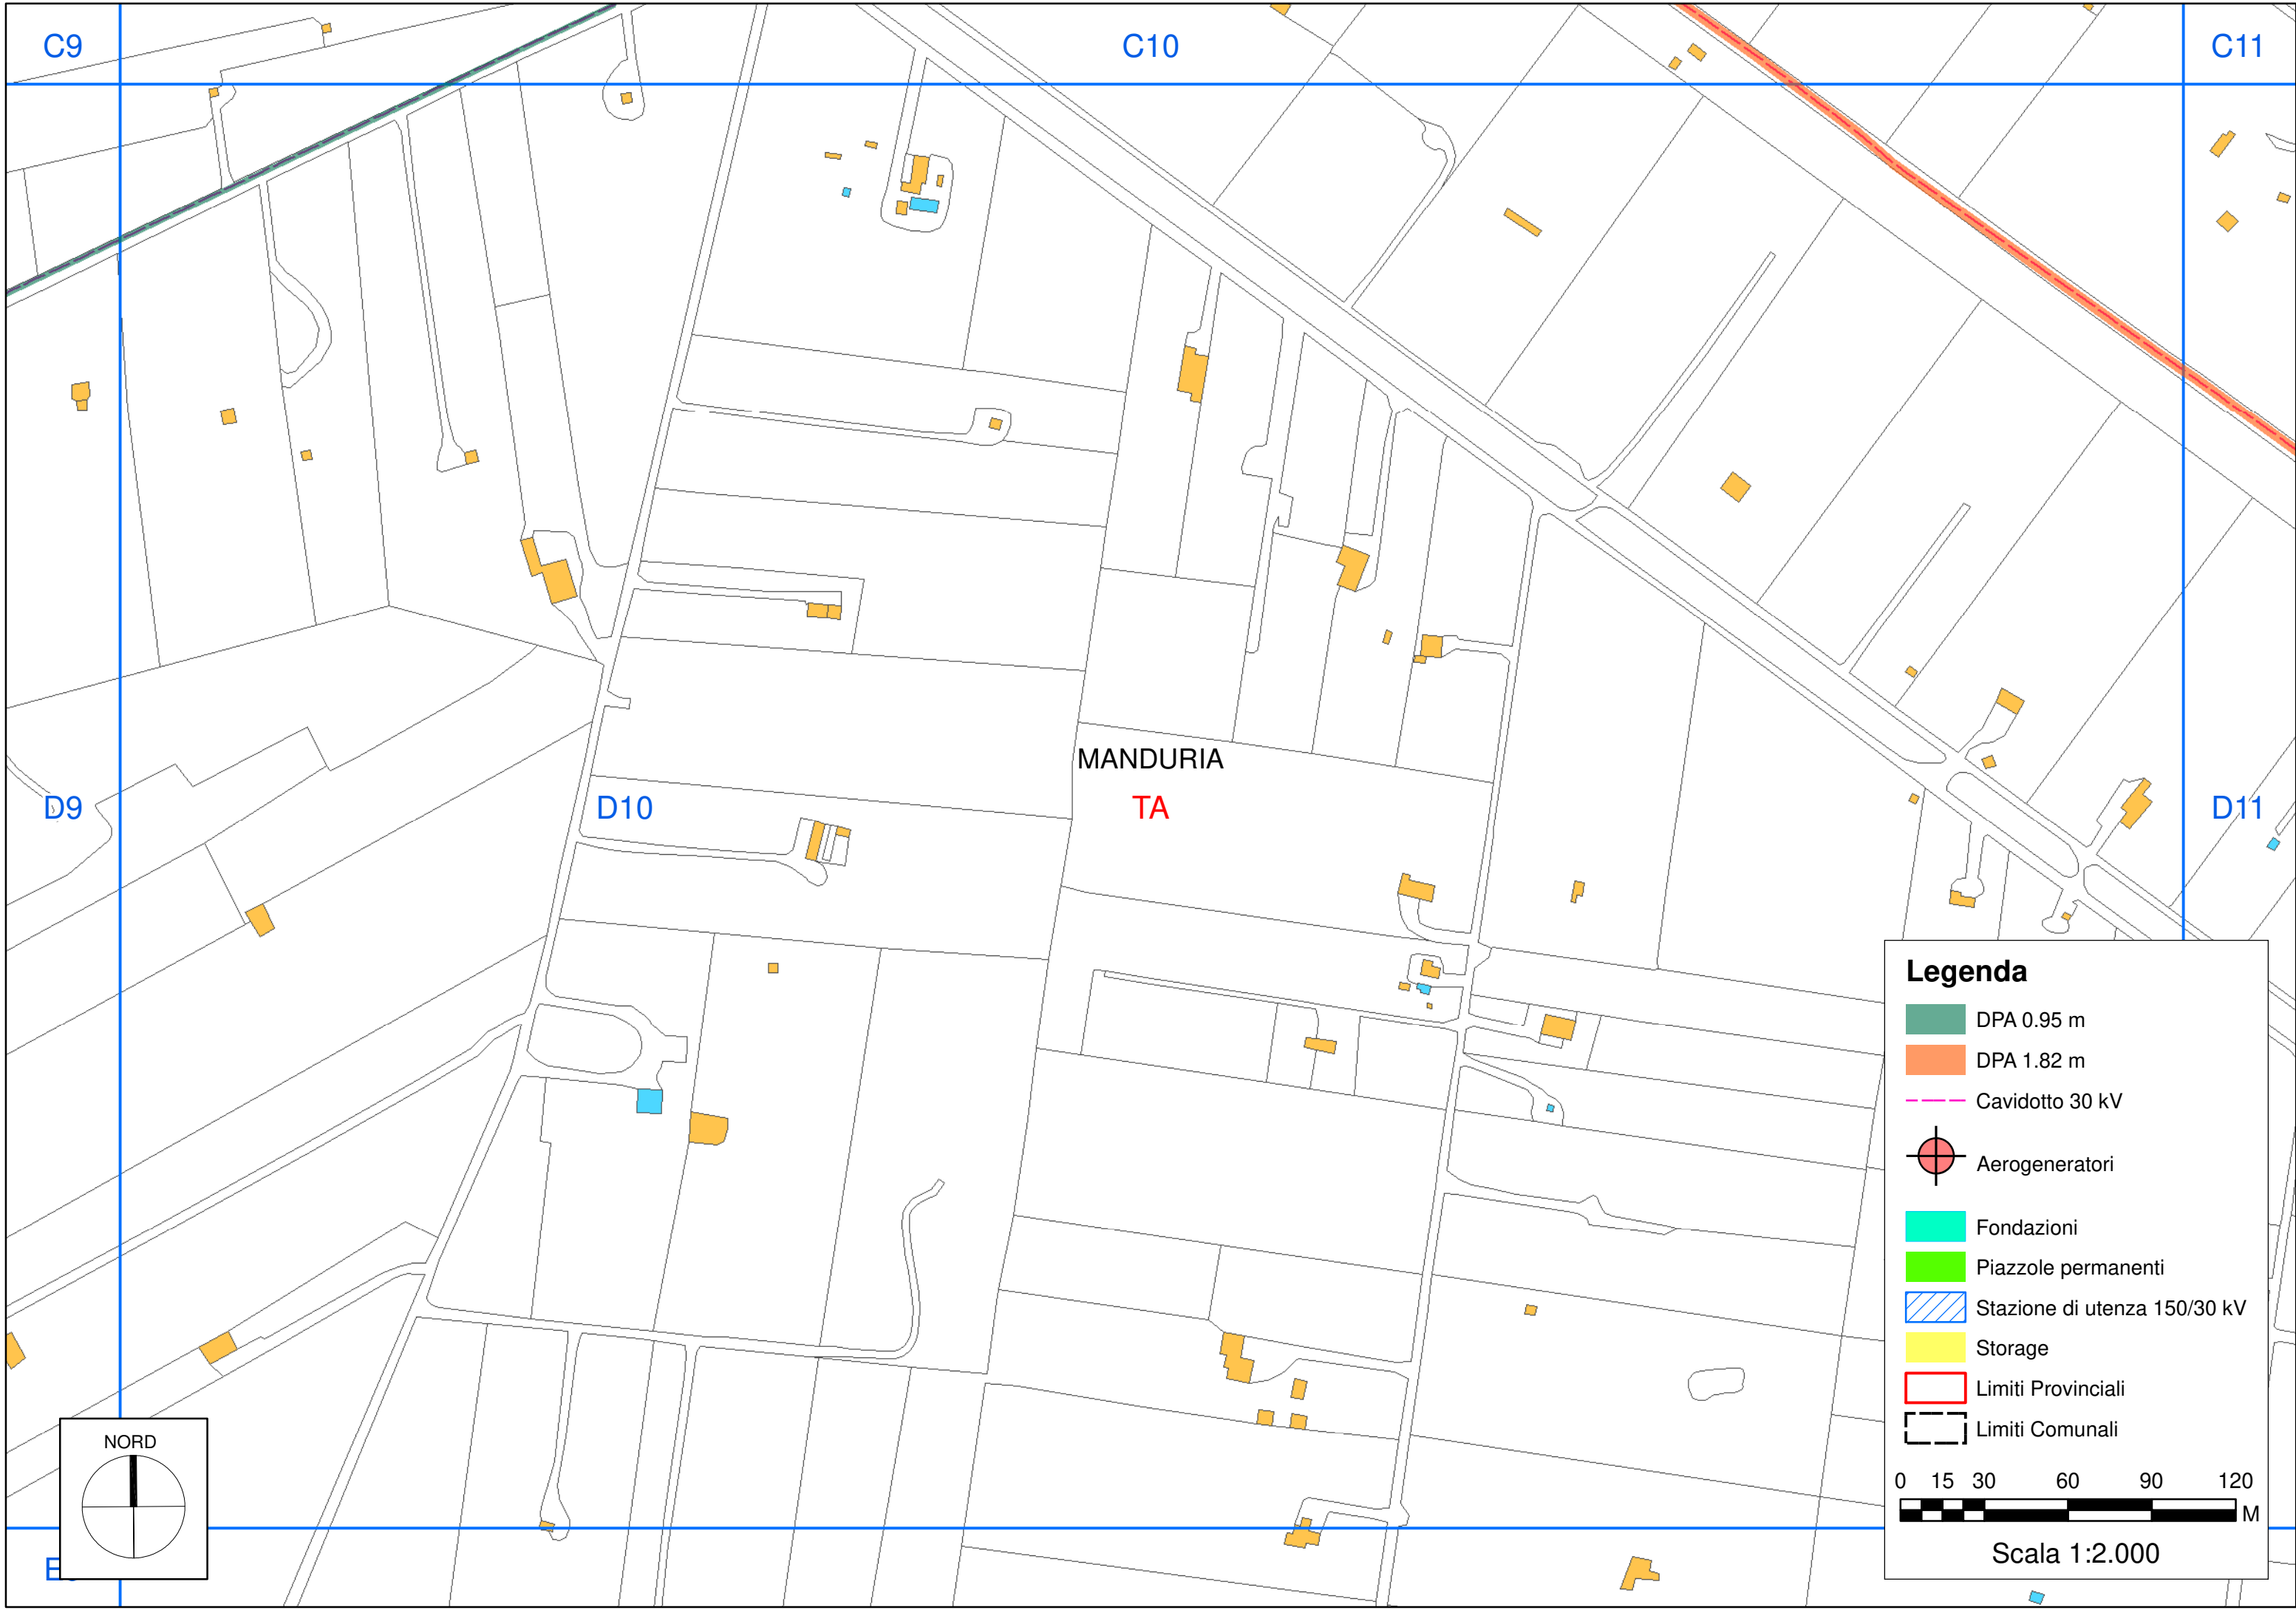 C9
C10
C11
MANDURIA
D9
D10
TA
D11
Legenda
DPA 0.95 m
DPA 1.82 m
Cavidotto 30 kV
Aerogeneratori
Fondazioni
Piazzole permanenti
Stazione di utenza 150/30 kV
Storage
Limiti Provinciali
Limiti Comunali
NORD
0 15 30 60 90 120
M
Scala 1:2.000